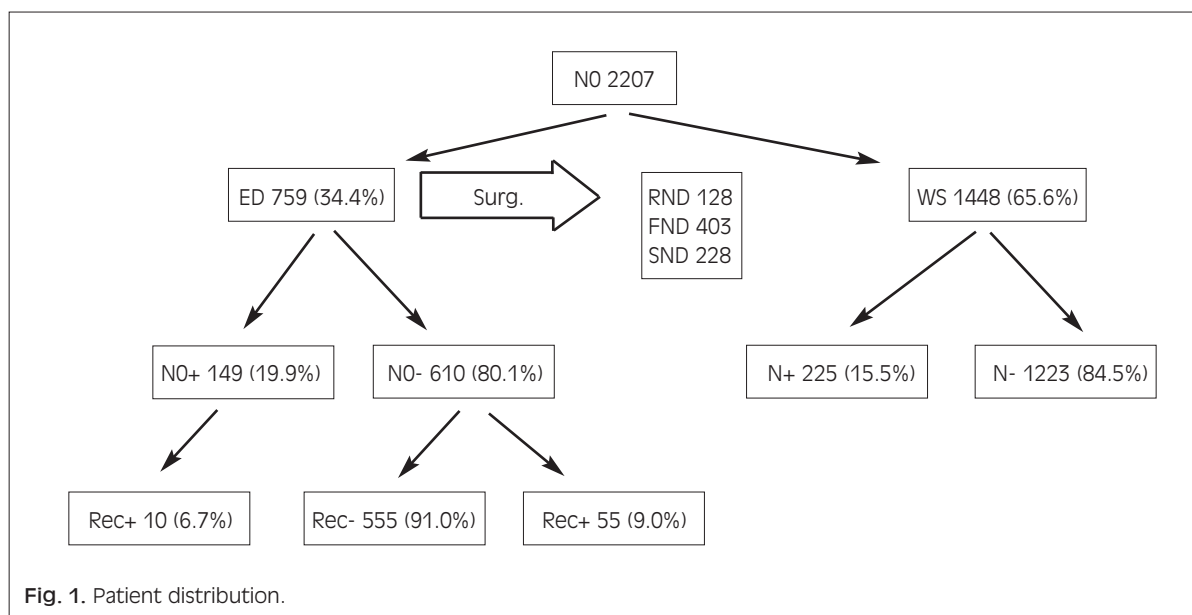 N0 2207
ED 759 (34.4%)
Surg.
RND 128
FND 403
SND 228
WS 1448 (65.6%)
N0+ 149 (19.9%)
N0- 610 (80.1%)
N+ 225 (15.5%)
N- 1223 (84.5%)
Rec+ 10 (6.7%)
Rec- 555 (91.0%)
Rec+ 55 (9.0%)
Fig. 1. Patient distribution.